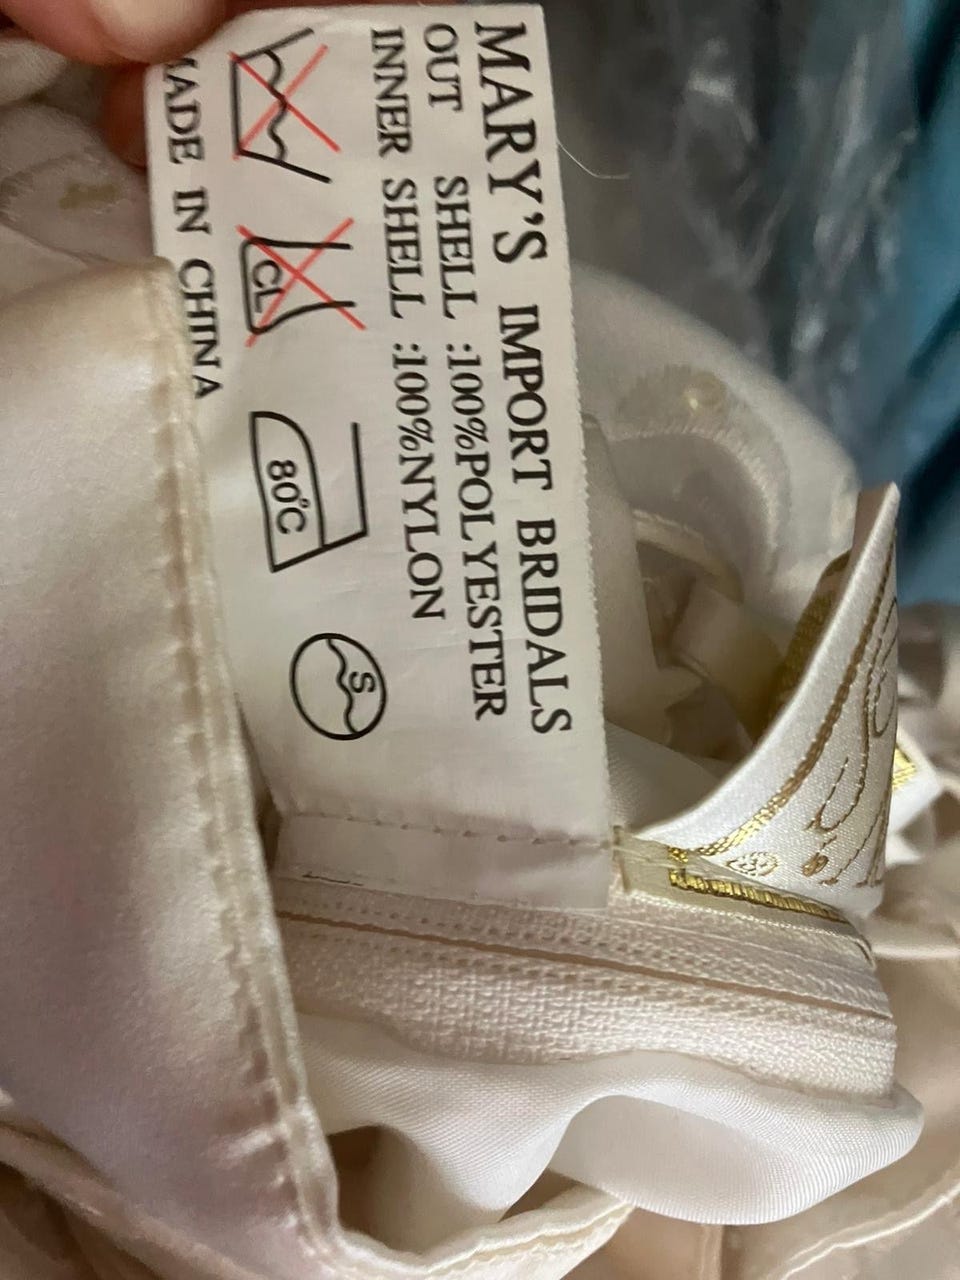 MARY'S IMPORT BRIDALS
OUT SHELL :100%POLYESTER
INNER SHELL :100%NYLON
CL 80°C S
MADE IN CHINA